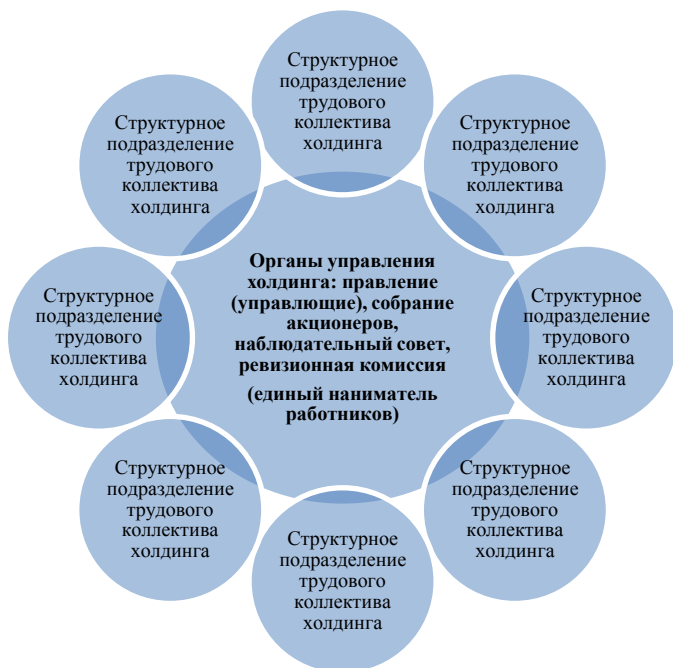 Структурное
подразделение
трудового
коллектива
холдинга
Структурное
подразделение
трудового
коллектива
холдинга
Структурное
подразделение
трудового
коллектива
холдинга
Органы управления
холдинга: правление
(управлющие), собрание
акционеров,
наблюдательный совет,
ревизионная комиссия
(единый наниматель
работников)
Структурное
подразделение
трудового
коллектива
холдинга
Структурное
подразделение
трудового
коллектива
холдинга
Структурное
подразделение
трудового
коллектива
холдинга
Структурное
подразделение
трудового
коллектива
холдинга
Структурное
подразделение
трудового
коллектива
холдинга